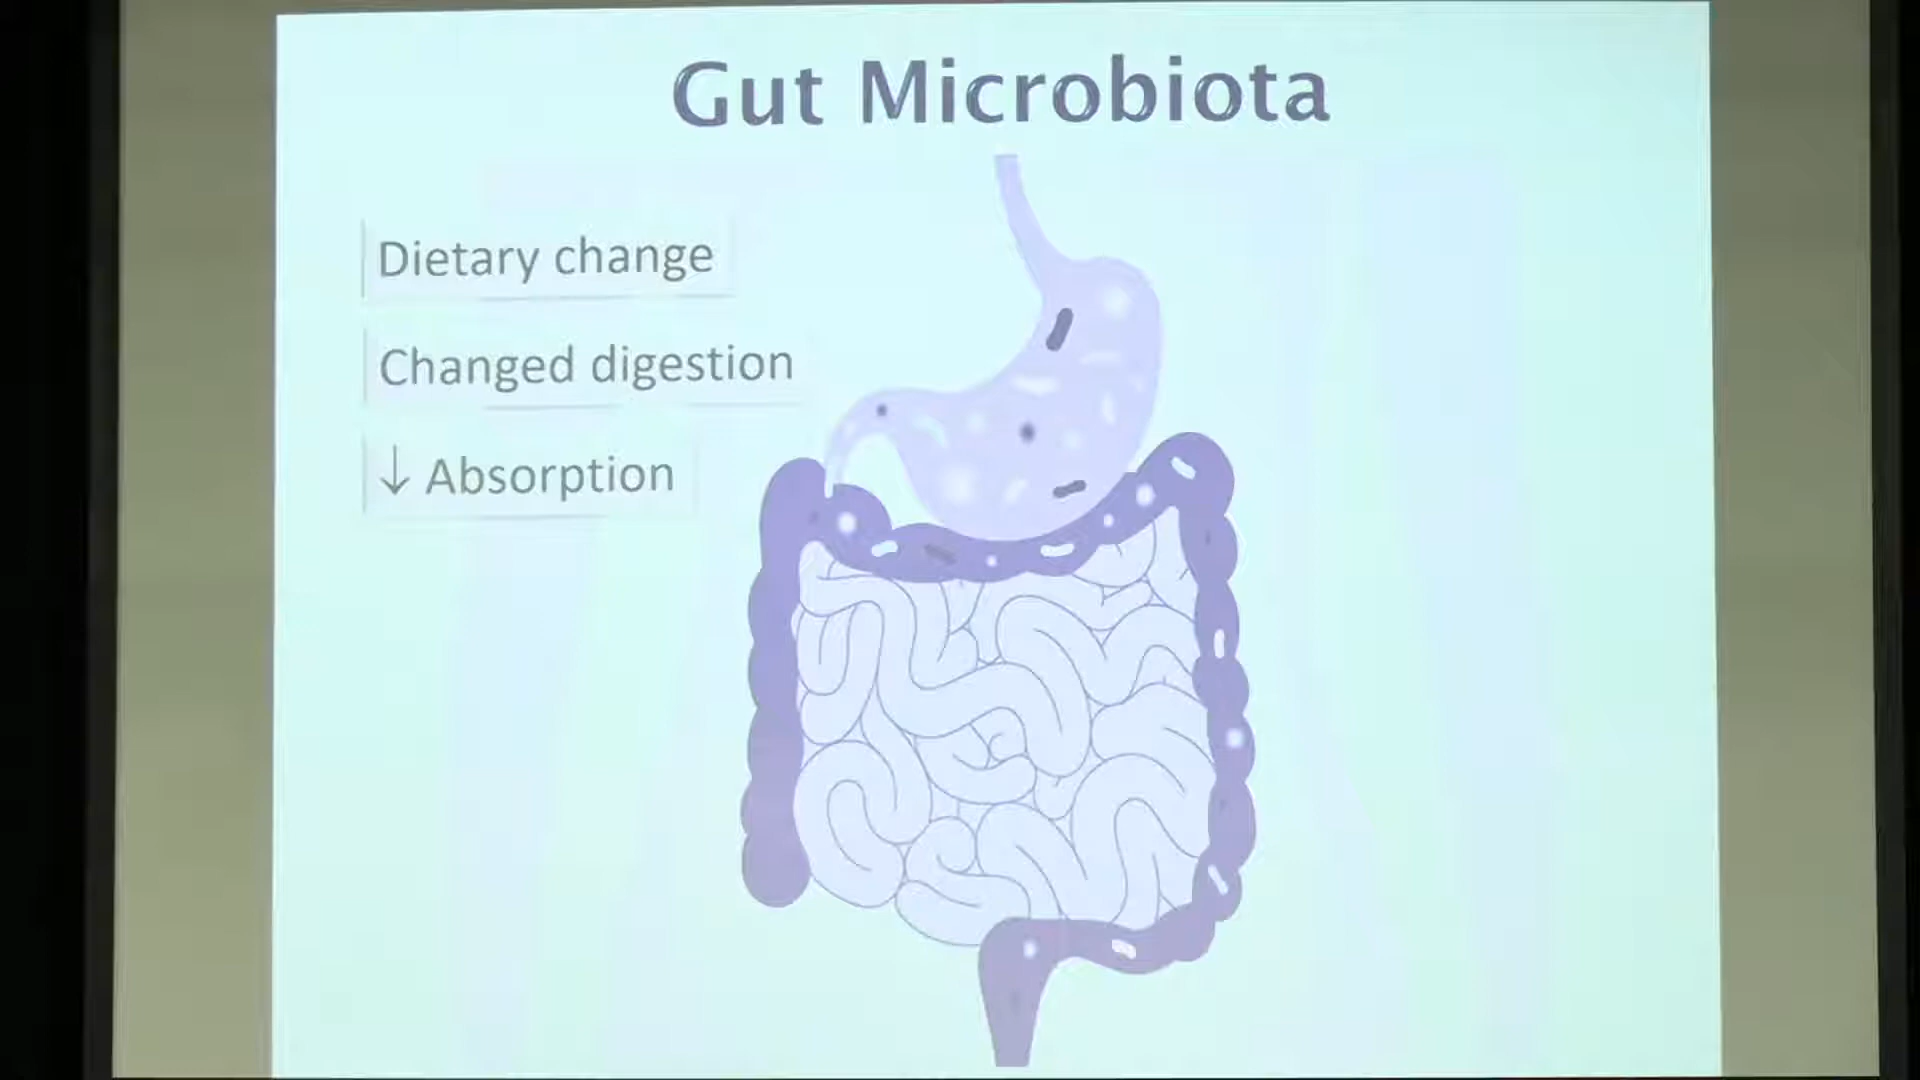 Gut Microbiota
Dietary change
Changed digestion
↓ Absorption